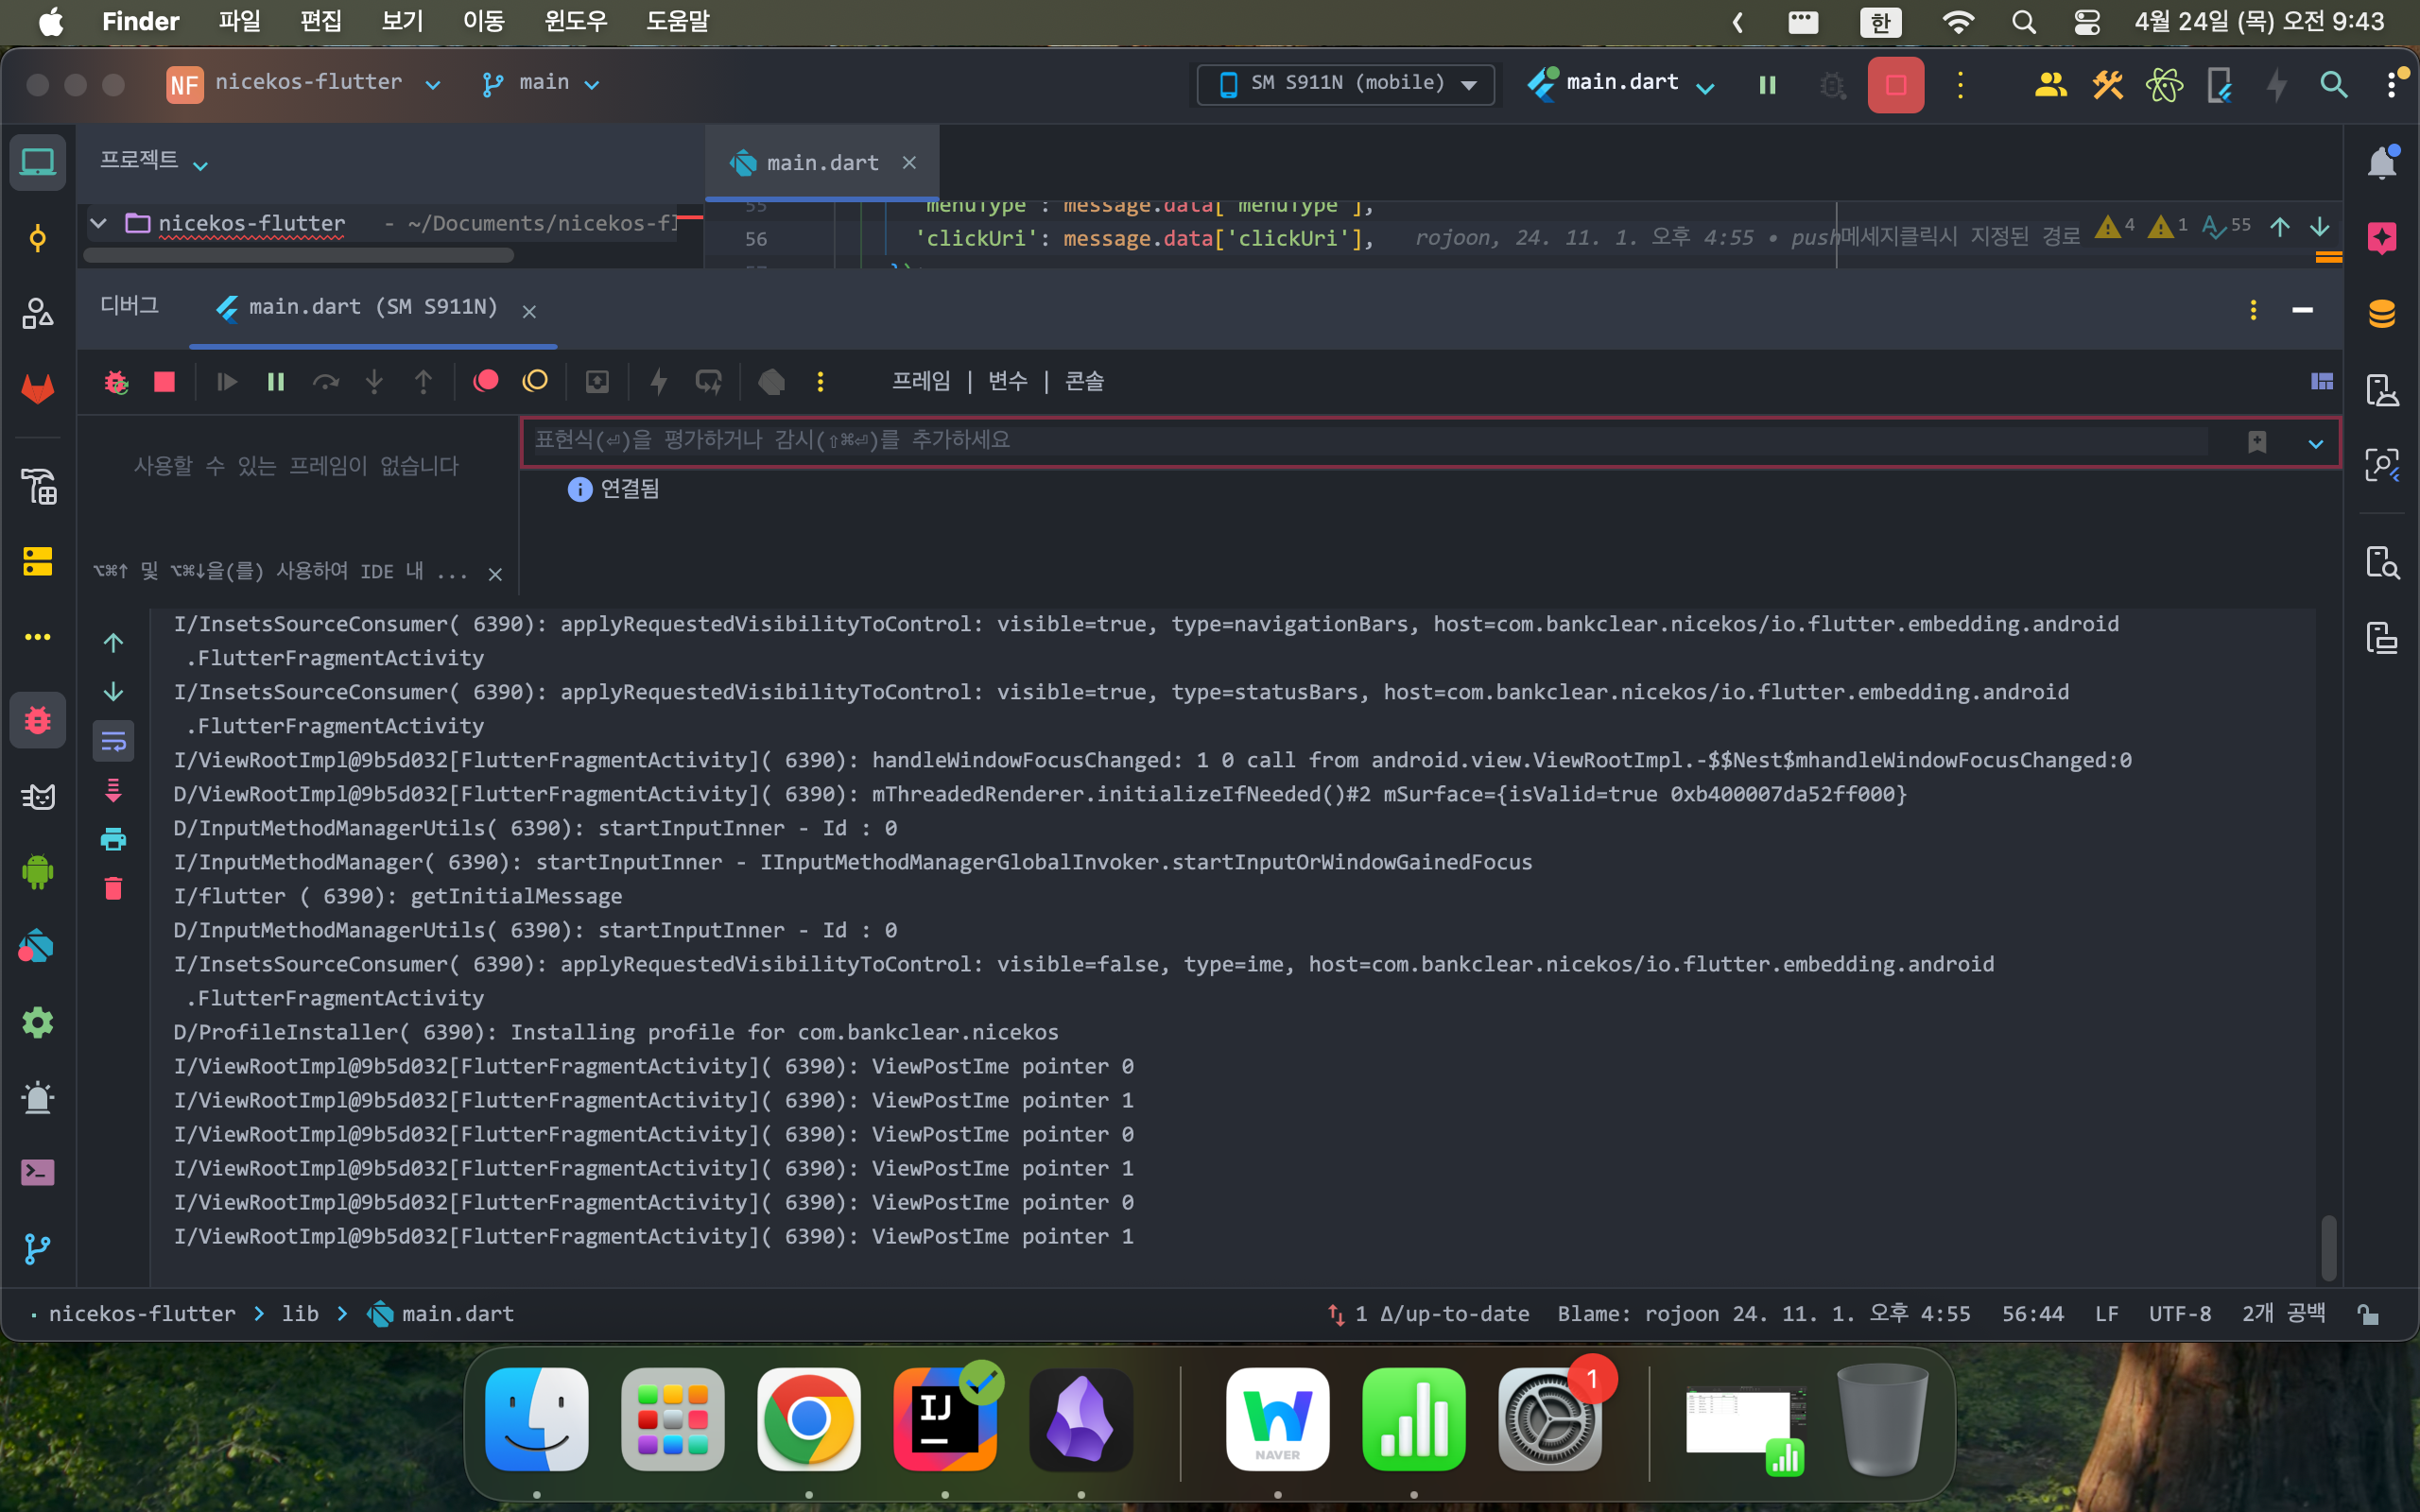 Finder 파일 편집 보기 이동 윈도우 도움말 한 4월 24일 (목) 오전 9:43
NF nicekos-flutter main SM S911N (mobile) main.dart
프로젝트 main.dart
55 'menuType': message.data['menuType'],
nicekos-flutter - ~/Documents/nicekos-fl
56 'clickUri': message.data['clickUri'], rojoon, 24. 11. 1. 오후 4:55 • push메세지클릭시 지정된 경로 4 1 55
디버그 main.dart (SM S911N)
프레임 | 변수 | 콘솔
표현식(⏎)을 평가하거나 감시(⇧⌘⏎)를 추가하세요
사용할 수 있는 프레임이 없습니다
연결됨
⌥⌘↑ 및 ⌥⌘↓을(를) 사용하여 IDE 내 ...
I/InsetsSourceConsumer( 6390): applyRequestedVisibilityToControl: visible=true, type=navigationBars, host=com.bankclear.nicekos/io.flutter.embedding.android
.FlutterFragmentActivity
I/InsetsSourceConsumer( 6390): applyRequestedVisibilityToControl: visible=true, type=statusBars, host=com.bankclear.nicekos/io.flutter.embedding.android
.FlutterFragmentActivity
I/ViewRootImpl@9b5d032[FlutterFragmentActivity]( 6390): handleWindowFocusChanged: 1 0 call from android.view.ViewRootImpl.-$$Nest$mhandleWindowFocusChanged:0
D/ViewRootImpl@9b5d032[FlutterFragmentActivity]( 6390): mThreadedRenderer.initializeIfNeeded()#2 mSurface={isValid=true 0xb400007da52ff000}
D/InputMethodManagerUtils( 6390): startInputInner - Id : 0
I/InputMethodManager( 6390): startInputInner - IInputMethodManagerGlobalInvoker.startInputOrWindowGainedFocus
I/flutter ( 6390): getInitialMessage
D/InputMethodManagerUtils( 6390): startInputInner - Id : 0
I/InsetsSourceConsumer( 6390): applyRequestedVisibilityToControl: visible=false, type=ime, host=com.bankclear.nicekos/io.flutter.embedding.android
.FlutterFragmentActivity
D/ProfileInstaller( 6390): Installing profile for com.bankclear.nicekos
I/ViewRootImpl@9b5d032[FlutterFragmentActivity]( 6390): ViewPostIme pointer 0
I/ViewRootImpl@9b5d032[FlutterFragmentActivity]( 6390): ViewPostIme pointer 1
I/ViewRootImpl@9b5d032[FlutterFragmentActivity]( 6390): ViewPostIme pointer 0
I/ViewRootImpl@9b5d032[FlutterFragmentActivity]( 6390): ViewPostIme pointer 1
I/ViewRootImpl@9b5d032[FlutterFragmentActivity]( 6390): ViewPostIme pointer 0
I/ViewRootImpl@9b5d032[FlutterFragmentActivity]( 6390): ViewPostIme pointer 1
nicekos-flutter > lib > main.dart 1 ∆/up-to-date Blame: rojoon 24. 11. 1. 오후 4:55 56:44 LF UTF-8 2개 공백
IJ NAVER 1